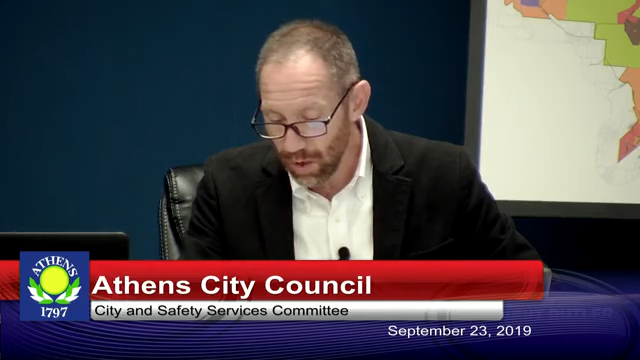 ATHENS
1797
Athens City Council
City and Safety Services Committee
September 23, 2019